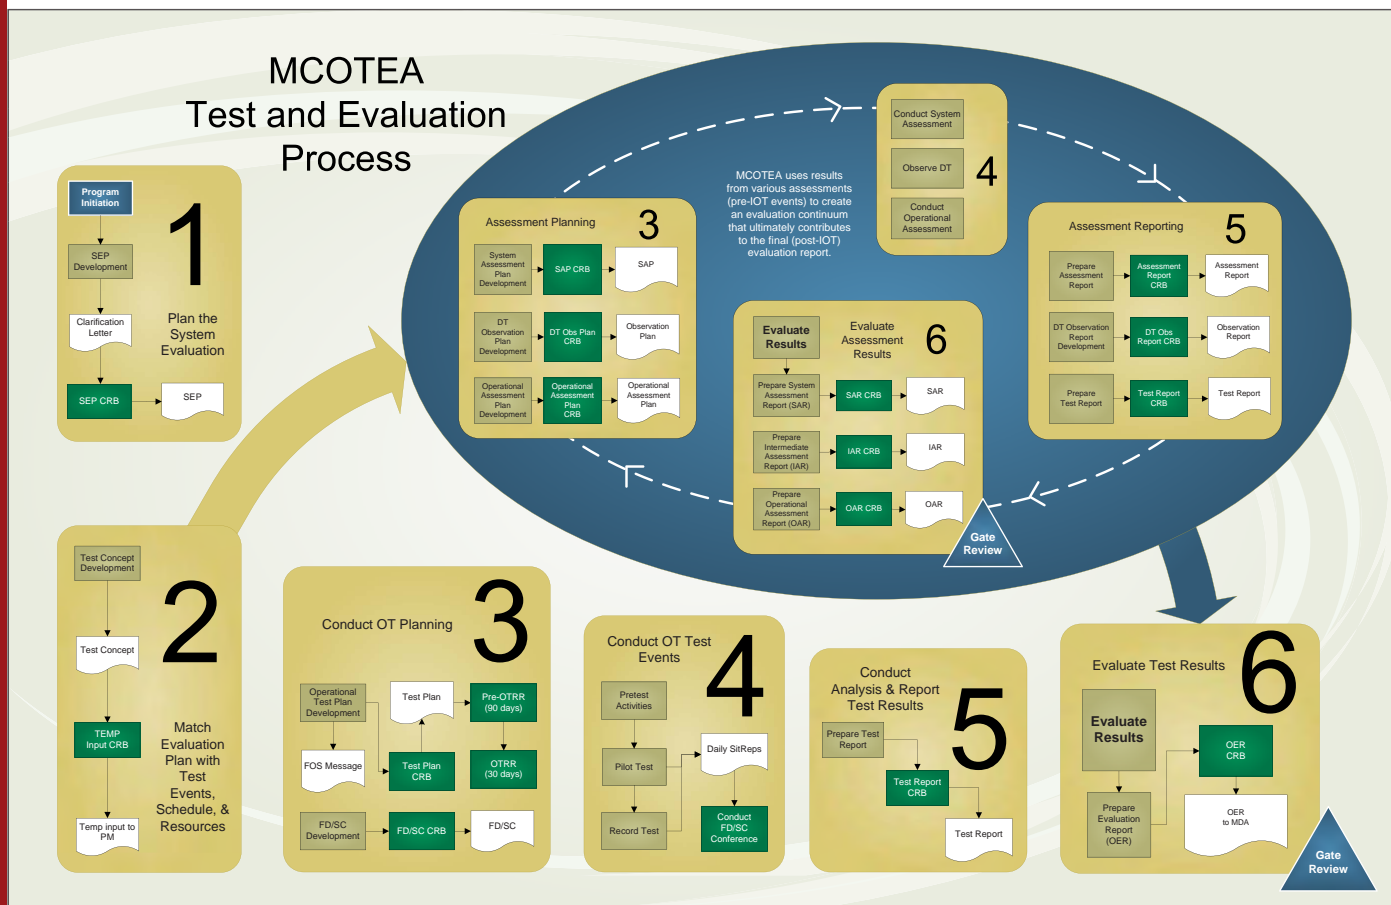 MCOTEA
Test and Evaluation
Process
Program
Initiation
SEP
Development
Clarification
Letter
SEP CRB
SEP
1
Plan the
System
Evaluation
Test Concept
Development
Test Concept
TEMP
Input CRB
Temp input to
PM
2
Match
Evaluation
Plan with
Test
Events,
Schedule, &
Resources
Assessment Planning
3
System
Assessment
Plan
Development
SAP CRB
SAP
DT
Observation
Plan
Development
DT Obs Plan
CRB
Observation
Plan
Operational
Assessment
Plan
Development
Operational
Assessment
Plan
CRB
Operational
Assessment
Plan
MCOTEA uses results
from various assessments
(pre-IOT events) to create
an evaluation continuum
that ultimately contributes
to the final (post-IOT)
evaluation report.
Conduct System
Assessment
Observe DT
Conduct
Operational
Assessment
4
Assessment Reporting
5
Prepare
Assessment
Report
Assessment
Report
CRB
Assessment
Report
DT Observation
Report
Development
DT Obs
Report CRB
Observation
Report
Prepare
Test Report
Test Report
CRB
Test Report
Evaluate
Results
Evaluate
Assessment
Results
6
Prepare System
Assessment
Report (SAR)
SAR CRB
SAR
Prepare
Intermediate
Assessment
Report (IAR)
IAR CRB
IAR
Prepare
Operational
Assessment
Report (OAR)
OAR CRB
OAR
Gate
Review
Conduct OT Planning
3
Operational
Test Plan
Development
Test Plan
Pre-OTRR
(90 days)
FOS Message
Test Plan
CRB
OTRR
(30 days)
FD/SC
Development
FD/SC CRB
FD/SC
Conduct OT Test
Events
4
Pretest
Activities
Pilot Test
Daily SitReps
Record Test
Conduct
FD/SC
Conference
Conduct
Analysis & Report
Test Results
5
Prepare Test
Report
Test Report
CRB
Test Report
Evaluate Test Results
6
Evaluate
Results
OER
CRB
Prepare
Evaluation
Report
(OER)
OER
to MDA
Gate
Review